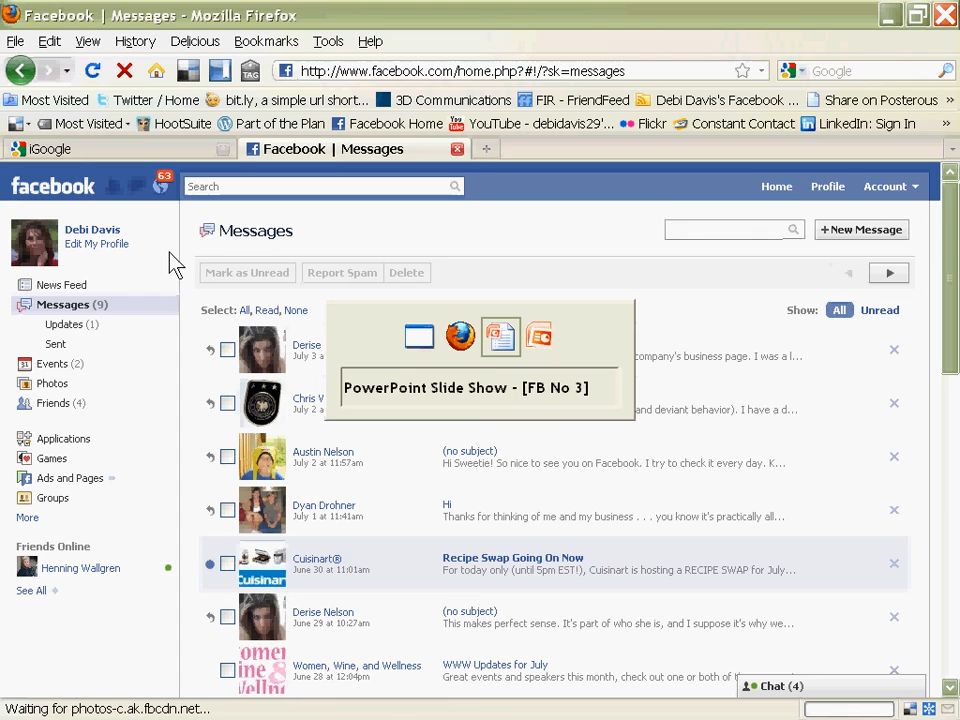 Facebook | Messages - Mozilla Firefox
File Edit View History Delicious Bookmarks Tools Help
TAG http://www.facebook.com/home.php?#!/?sk=messages Google
Most Visited Twitter / Home bit.ly, a simple url short... 3D Communications FIR - FriendFeed Debi Davis's Facebook ... Share on Posterous »
Most Visited HootSuite Part of the Plan Facebook Home YouTube - debidavis29'... Flickr Constant Contact LinkedIn: Sign In »
iGoogle Facebook | Messages
facebook 63 Search Home Profile Account
Debi Davis
Edit My Profile
Messages
+New Message
Mark as Unread Report Spam Delete
News Feed
Messages (9)
Updates (1)
Sent
Events (2)
Photos
Friends (4)
Applications
Games
Ads and Pages
Groups
More
Friends Online
Henning Wallgren
See All
Select: All, Read, None
Show: All Unread
PowerPoint Slide Show - [FB No 3]
Derise
July 3 a
company's business page. I was a l...
Chris W
July 2 a
and deviant behavior). I have a d...
Austin Nelson
July 2 at 11:57am
(no subject)
Hi Sweetie! So nice to see you on Facebook. I try to check it every day. K...
Dyan Drohner
July 1 at 11:41am
Hi
Thanks for thinking of me and my business . . . you know it's practically all...
Cuisinart
Cuisinart®
June 30 at 11:01am
Recipe Swap Going On Now
For today only (until 5pm EST!), Cuisinart is hosting a RECIPE SWAP for July...
Derise Nelson
June 29 at 10:27am
(no subject)
This makes perfect sense. It's part of who she is, and I suppose it's why we...
Women, Wine, and Wellness
June 28 at 12:04pm
WWW Updates for July
Great events and speakers this month, check out one or both of
Chat (4)
Waiting for photos-c.ak.fbcdn.net...